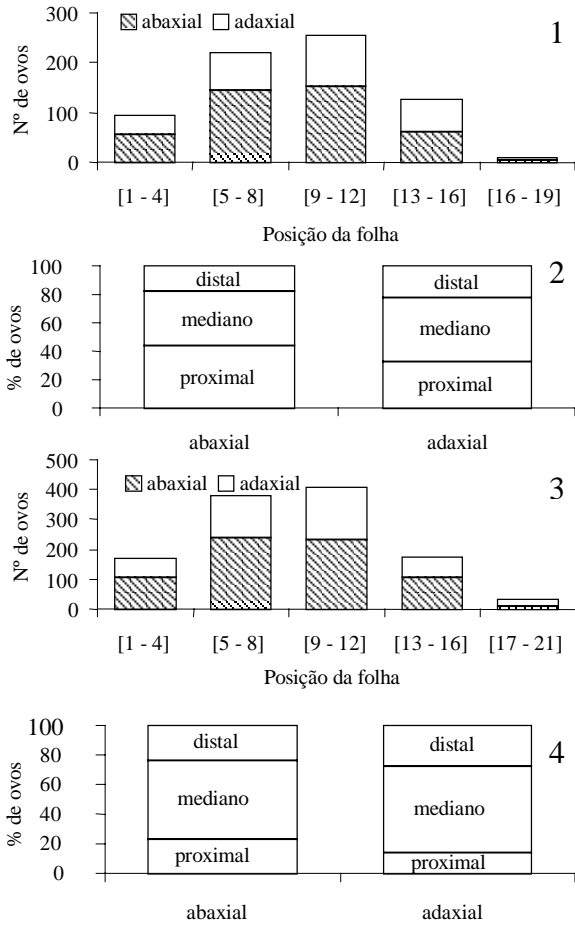 300
abaxial adaxial
1
200
100
0
Nº de ovos
[1 - 4] [5 - 8] [9 - 12] [13 - 16] [16 - 19]
Posição da folha
100
80
60
40
20
0
% de ovos
2
distal distal
mediano mediano
proximal proximal
abaxial adaxial
500
400
300
200
100
0
Nº de ovos
abaxial adaxial
3
[1 - 4] [5 - 8] [9 - 12] [13 - 16] [17 - 21]
Posição da folha
100
80
60
40
20
0
% de ovos
4
distal distal
mediano mediano
proximal proximal
abaxial adaxial